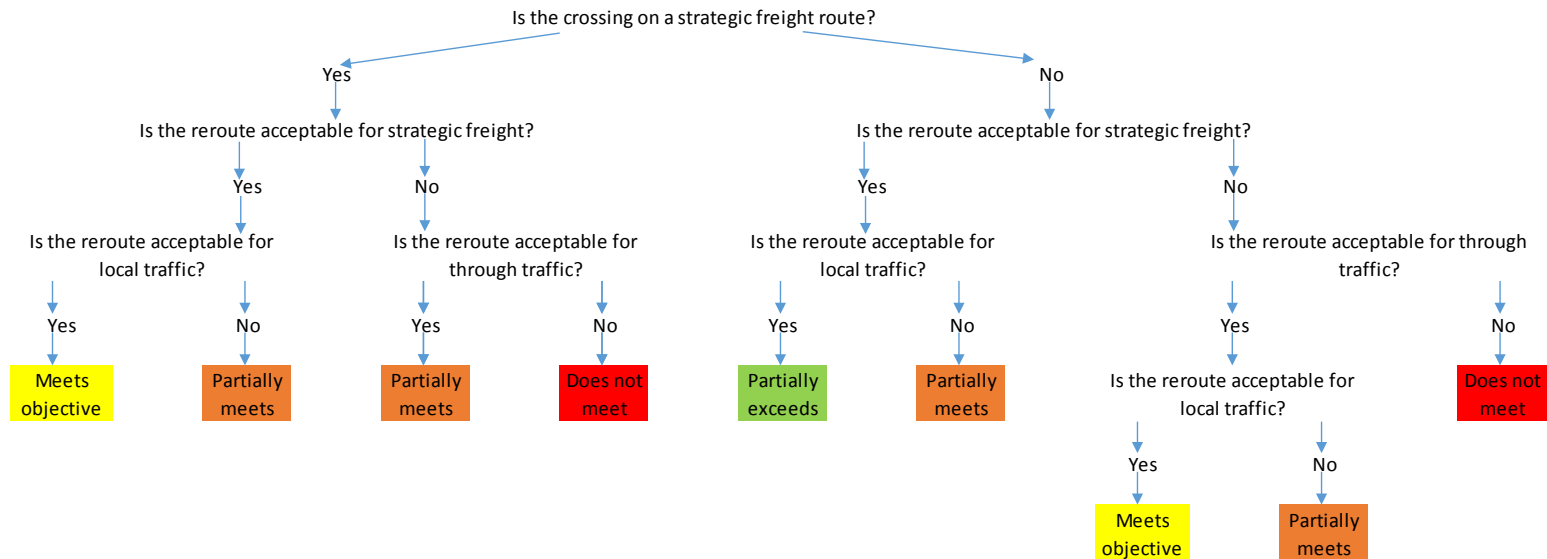 Is the crossing on a strategic freight route?
Yes
No
Is the reroute acceptable for strategic freight?
Is the reroute acceptable for strategic freight?
Yes
No
Yes
No
Is the reroute acceptable for
local traffic?
Is the reroute acceptable for
through traffic?
Is the reroute acceptable for
local traffic?
Is the reroute acceptable for through
traffic?
Yes
No
Yes
No
Yes
No
Yes
No
Meets
objective
Partially
meets
Partially
meets
Does not
meet
Partially
exceeds
Partially
meets
Is the reroute acceptable for
local traffic?
Does not
meet
Yes
No
Meets
objective
Partially
meets